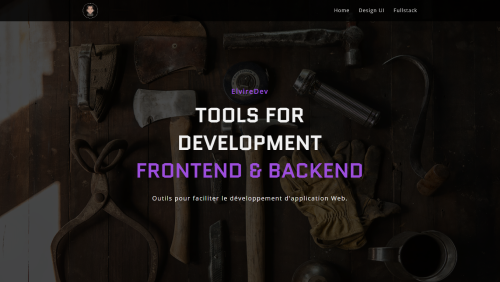 Home Design UI Fullstack
ElvireDev
TOOLS FOR
DEVELOPMENT
FRONTEND & BACKEND
Outils pour faciliter le développement d'application Web.